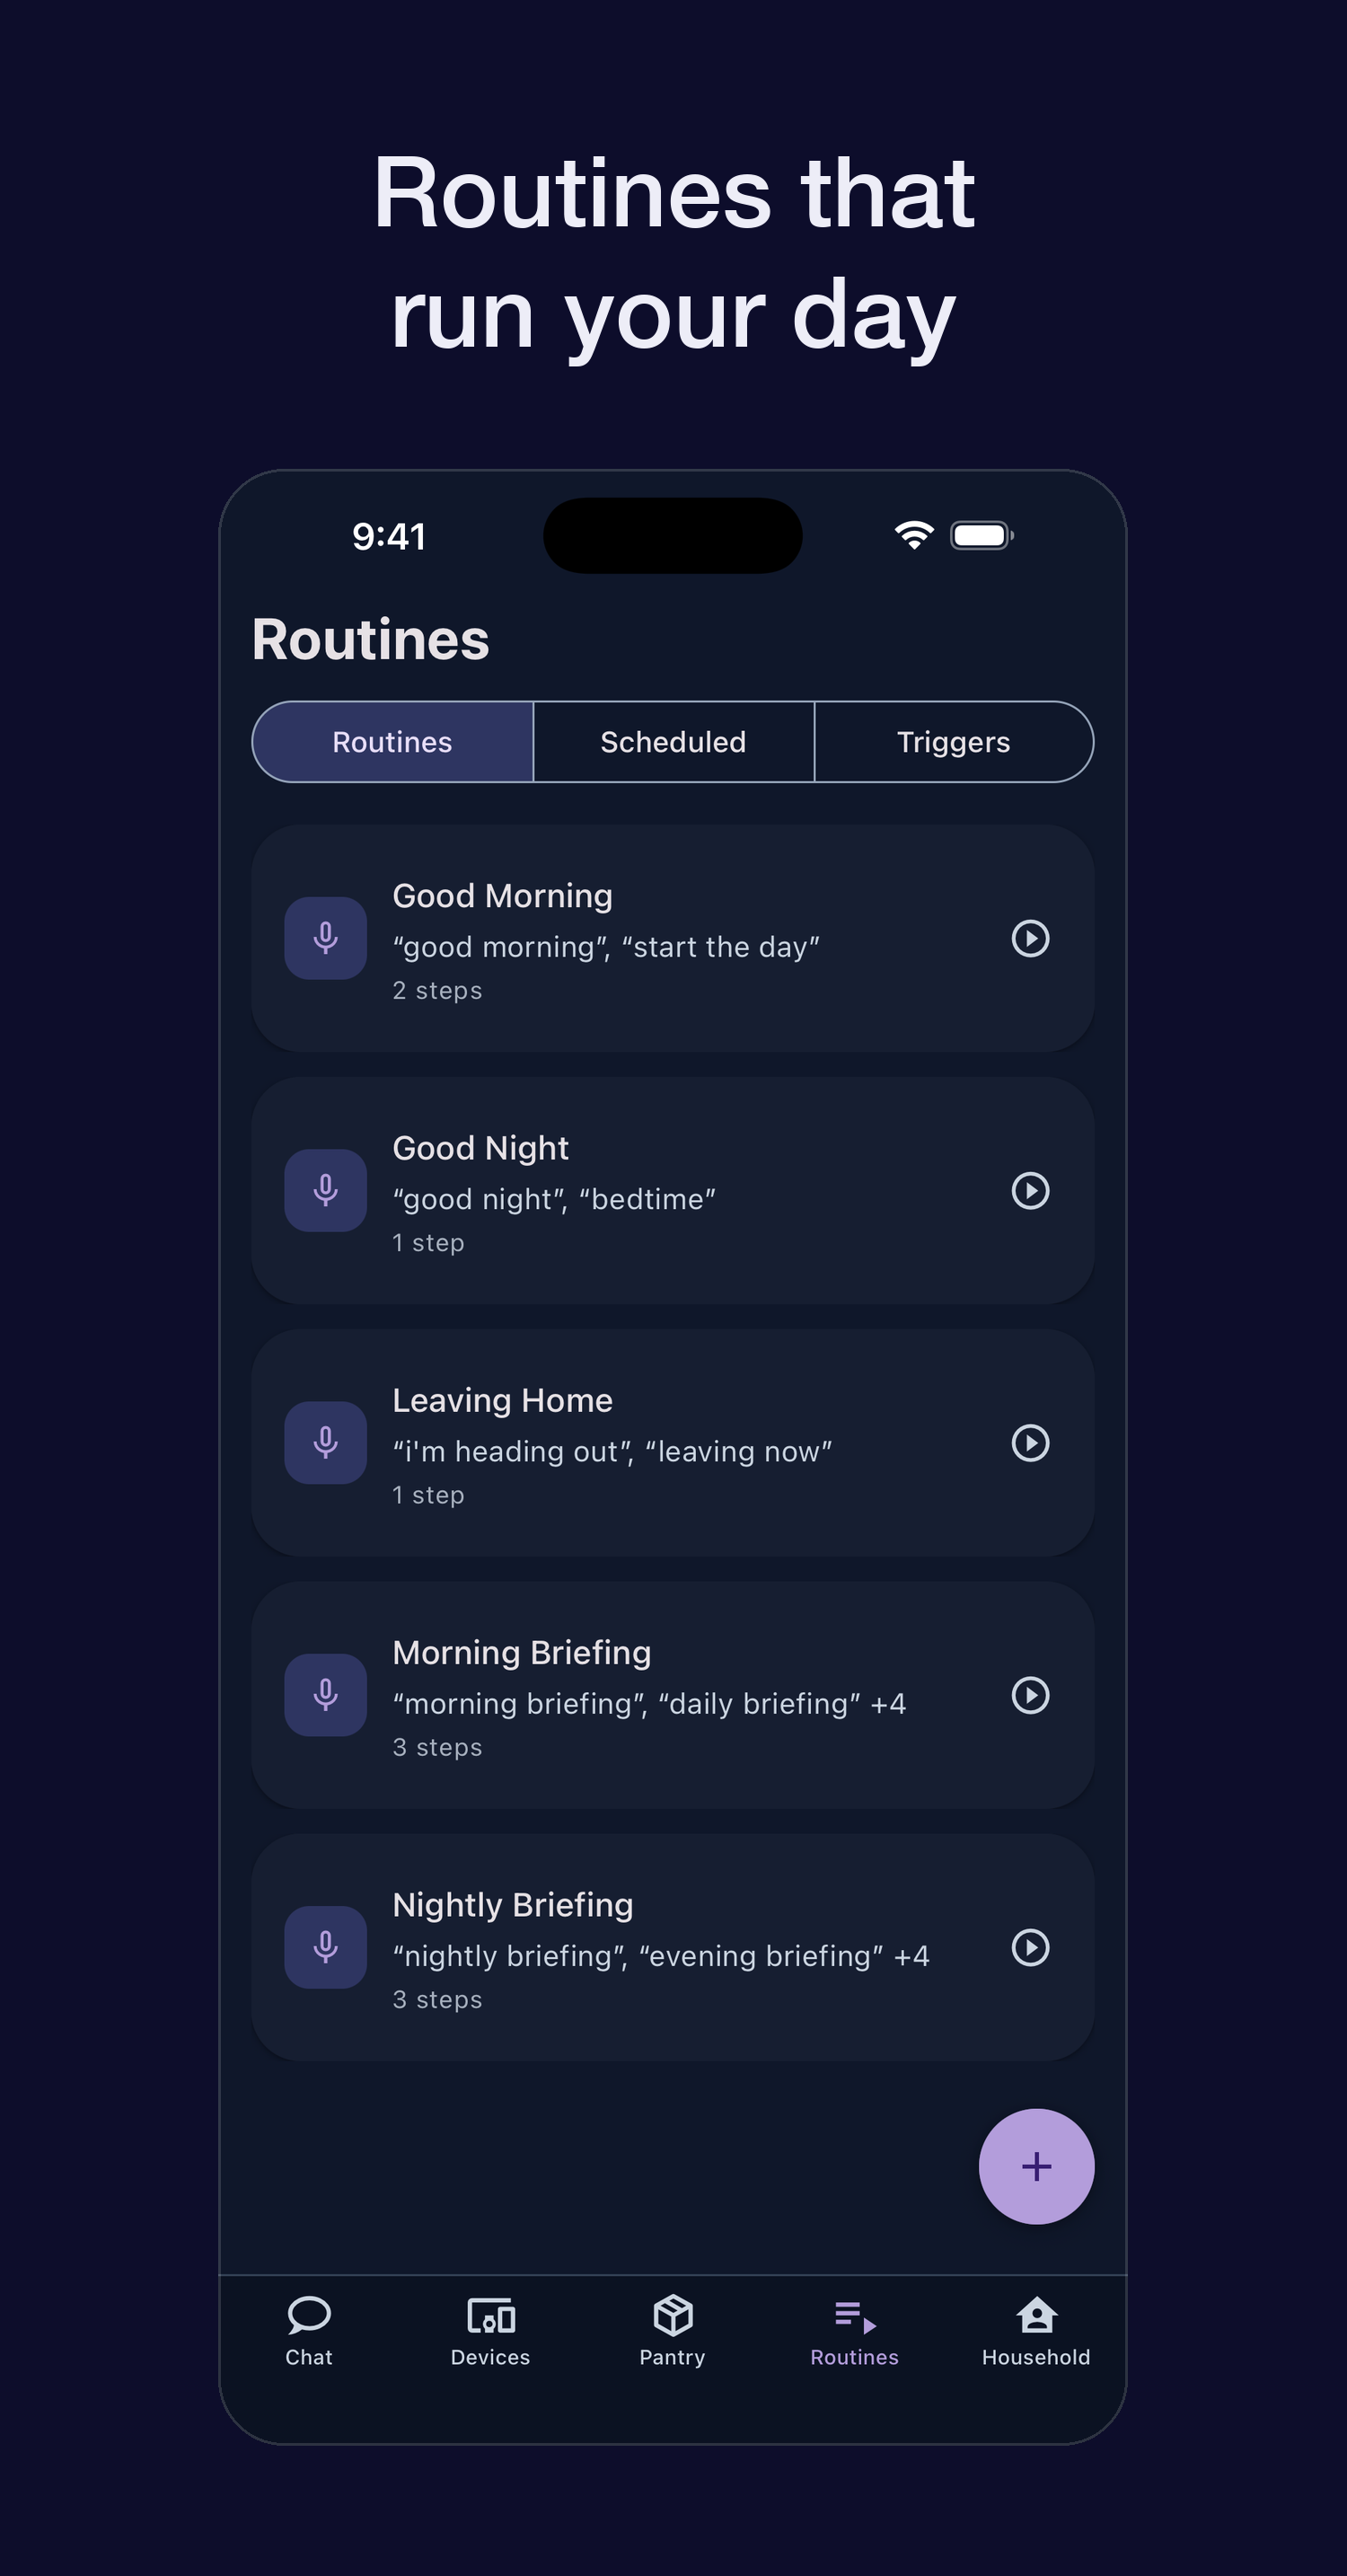 Routines that
run your day
9:41
Routines
Routines
Scheduled
Triggers
Good Morning
“good morning”, “start the day”
2 steps
Good Night
“good night”, “bedtime”
1 step
Leaving Home
“i'm heading out”, “leaving now”
1 step
Morning Briefing
“morning briefing”, “daily briefing” +4
3 steps
Nightly Briefing
“nightly briefing”, “evening briefing” +4
3 steps
+
Chat
Devices
Pantry
Routines
Household